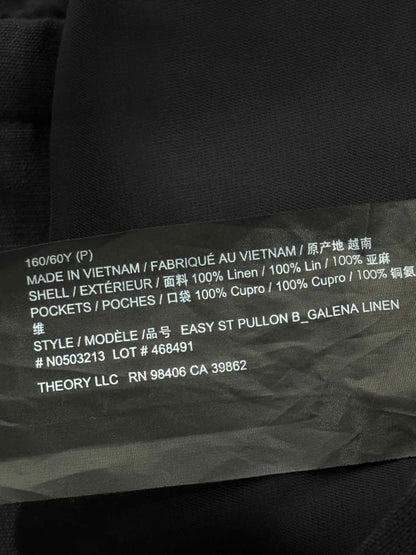 160/60Y (P)
MADE IN VIETNAM / FABRIQUÉ AU VIETNAM / 原产地 越南
SHELL / EXTÉRIEUR / 面料 100% Linen / 100% Lin / 100% 亚麻
POCKETS / POCHES / 口袋 100% Cupro / 100% Cupro / 100% 铜氨
维
STYLE / MODÈLE /品号 EASY ST PULLON B_GALENA LINEN
# N0503213 LOT # 468491
THEORY LLC RN 98406 CA 39862